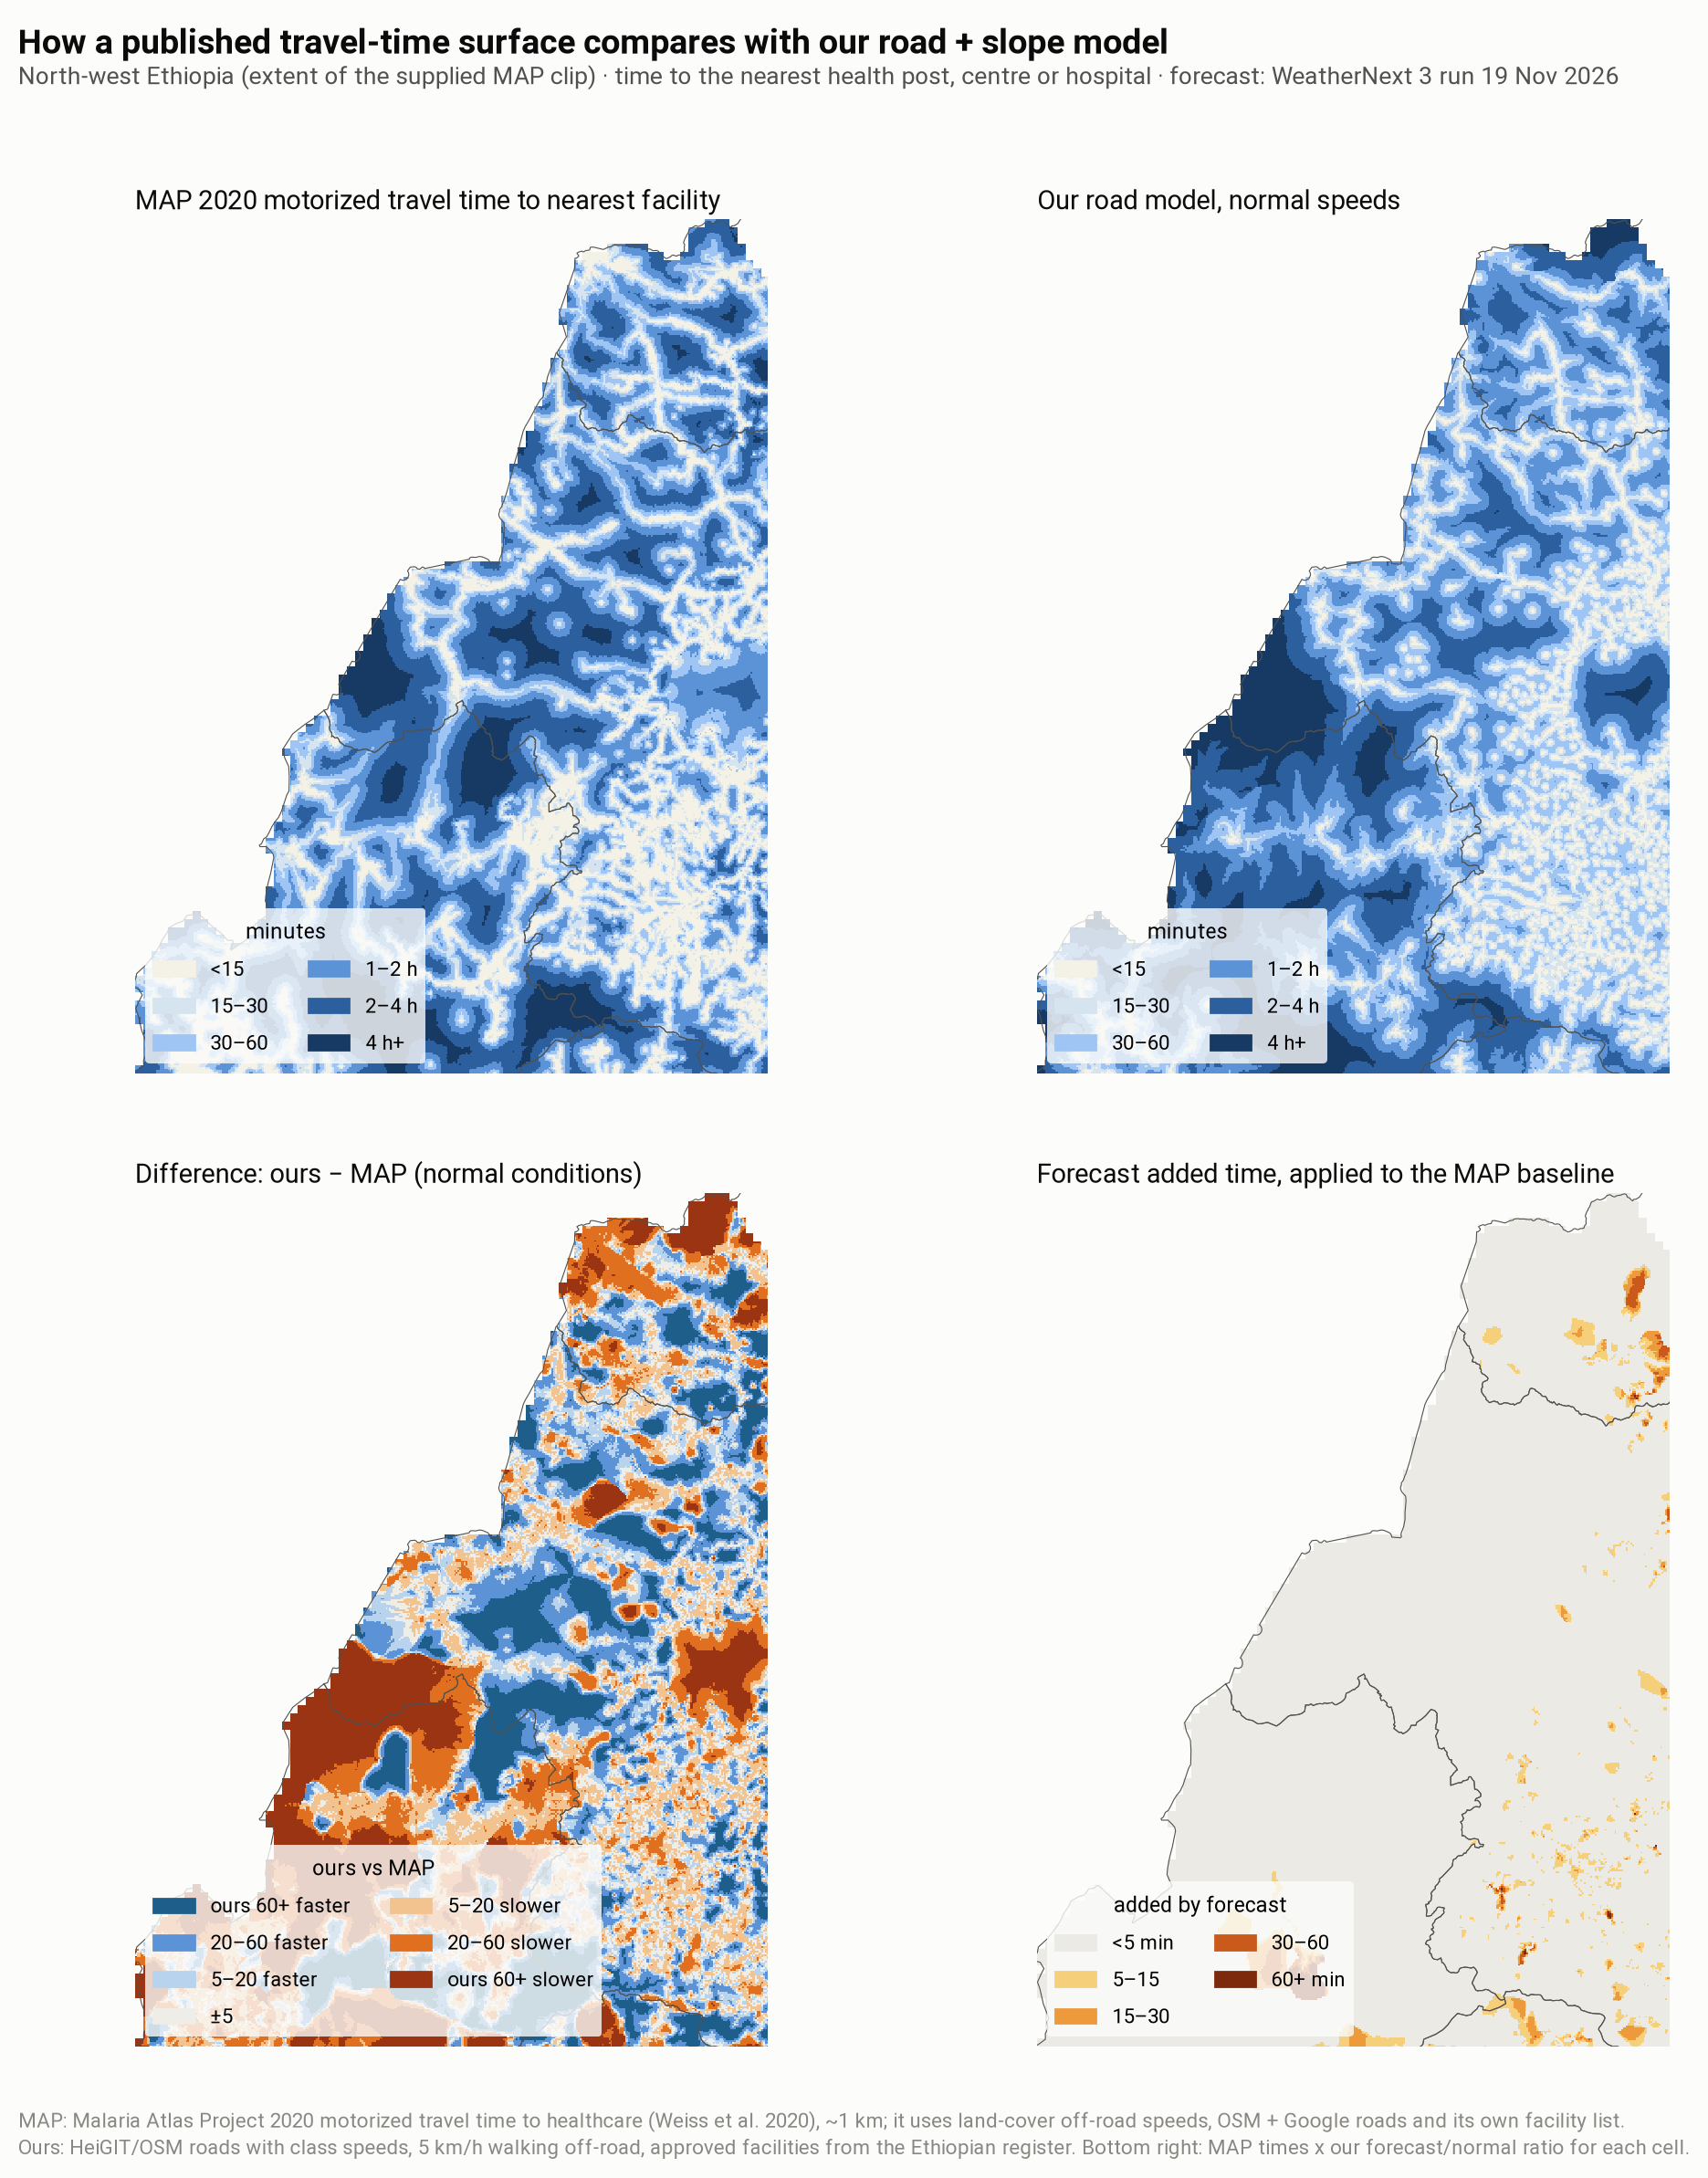 How a published travel-time surface compares with our road + slope model
North-west Ethiopia (extent of the supplied MAP clip) · time to the nearest health post, centre or hospital · forecast: WeatherNext 3 run 19 Nov 2026
MAP 2020 motorized travel time to nearest facility
minutes
<15
15–30
30–60
1–2 h
2–4 h
4 h+
Our road model, normal speeds
minutes
<15
15–30
30–60
1–2 h
2–4 h
4 h+
Difference: ours − MAP (normal conditions)
ours vs MAP
ours 60+ faster
20–60 faster
5–20 faster
±5
5–20 slower
20–60 slower
ours 60+ slower
Forecast added time, applied to the MAP baseline
added by forecast
<5 min
5–15
15–30
30–60
60+ min
MAP: Malaria Atlas Project 2020 motorized travel time to healthcare (Weiss et al. 2020), ~1 km; it uses land-cover off-road speeds, OSM + Google roads and its own facility list.
Ours: HeiGIT/OSM roads with class speeds, 5 km/h walking off-road, approved facilities from the Ethiopian register. Bottom right: MAP times x our forecast/normal ratio for each cell.